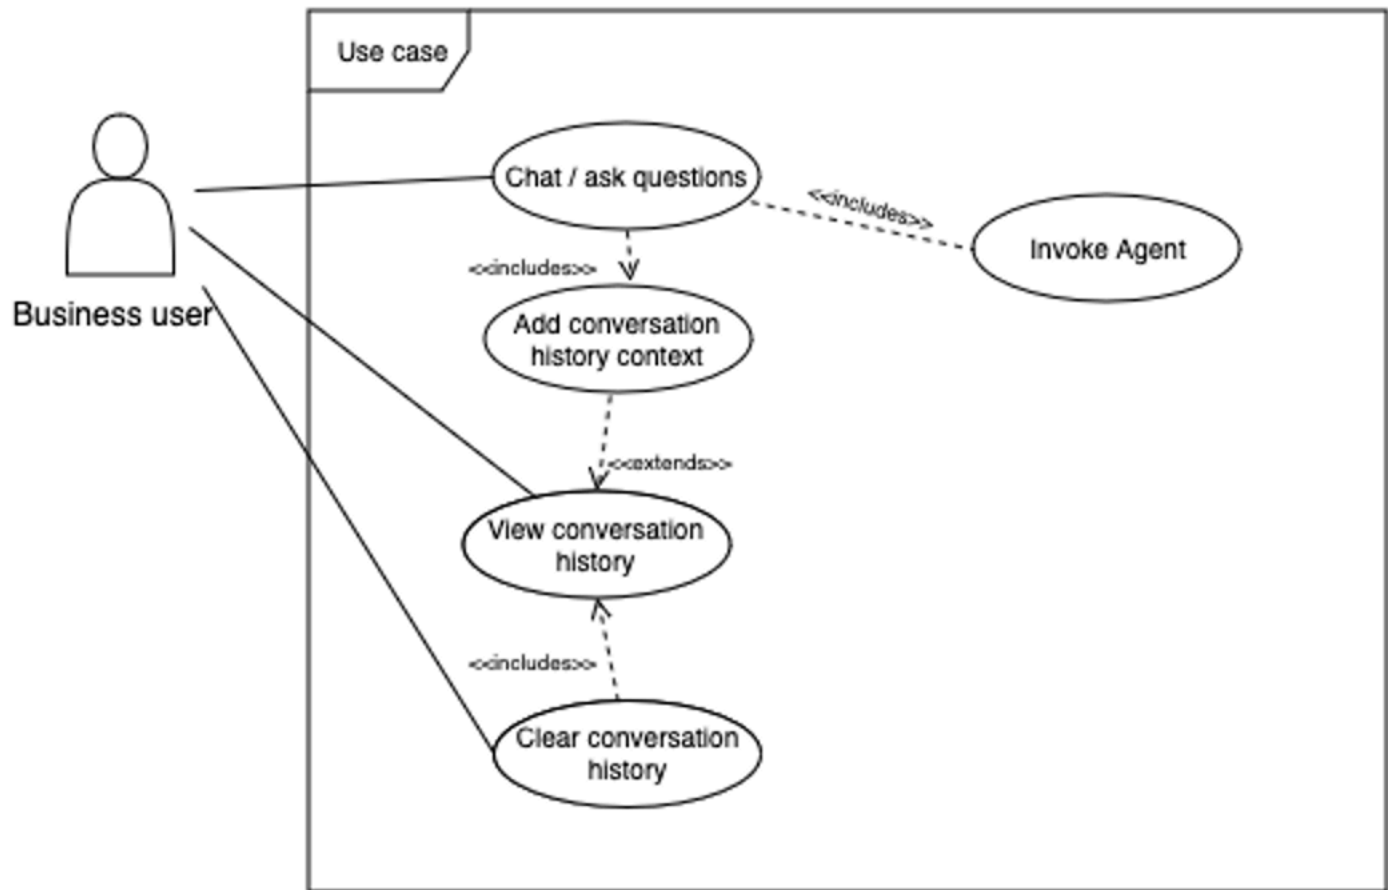 Use case
Chat / ask questions
<<includes>>
Invoke Agent
<<includes>>
Business user
Add conversation
history context
<<extends>>
View conversation
history
<<includes>>
Clear conversation
history